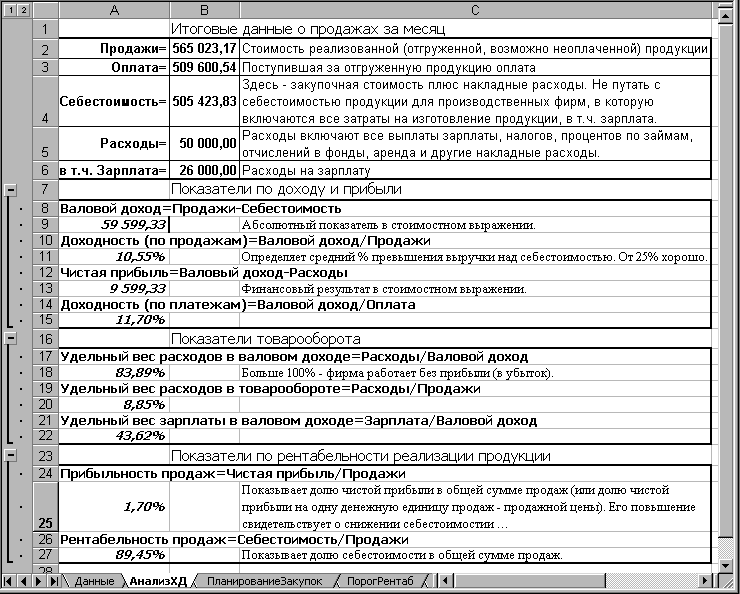 1 2
A B C
1 Итоговые данные о продажах за месяц
2 Продажи= 565 023,17 Стоимость реализованной (отгруженной, возможно неоплаченной) продукции
3 Оплата= 509 600,54 Поступившая за отгруженную продукцию оплата
4 Себестоимость= 505 423,83 Здесь - закупочная стоимость плюс накладные расходы. Не путать с
себестоимостью продукции для производственных фирм, в которую
включаются все затраты на изготовление продукции, в т.ч. зарплата.
5 Расходы= 50 000,00 Расходы включают все выплаты зарплаты, налогов, процентов по займам,
отчислений в фонды, аренда и другие накладные расходы.
6 в т.ч. Зарплата= 26 000,00 Расходы на зарплату
7 Показатели по доходу и прибыли
8 Валовой доход=Продажи-Себестоимость
9 59 599,33 Абсолютный показатель в стоимостном выражении.
10 Доходность (по продажам)=Валовой доход/Продажи
11 10,55% Определяет средний % превышения выручки над себестоимостью. От 25% хорошо.
12 Чистая прибыль=Валовый доход-Расходы
13 9 599,33 Финансовый результат в стоимостном выражении.
14 Доходность (по платежам)=Валовой доход/Оплата
15 11,70%
16 Показатели товарооборота
17 Удельный вес расходов в валовом доходе=Расходы/Валовой доход
18 83,89% Больше 100% - фирма работает без прибыли (в убыток).
19 Удельный вес расходов в товарообороте=Расходы/Продажи
20 8,85%
21 Удельный вес зарплаты в валовом доходе=Зарплата/Валовой доход
22 43,62%
23 Показатели по рентабельности реализации продукции
24 Прибыльность продаж=Чистая прибыль/Продажи
25 1,70% Показывает долю чистой прибыли в общей сумме продаж (или долю чистой
прибыли на одну денежную единицу продаж - продажной цены). Его повышение
свидетельствует о снижении себестоимостии ...
26 Рентабельность продаж=Себестоимость/Продажи
27 89,45% Показывает долю себестоимости в общей сумме продаж.
28
Данные АнализХД ПланированиеЗакупок ПорогРентаб